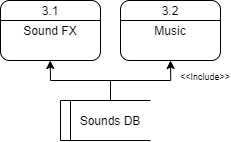 3.1
3.2
Sound FX
Music
<<Include>>
Sounds DB